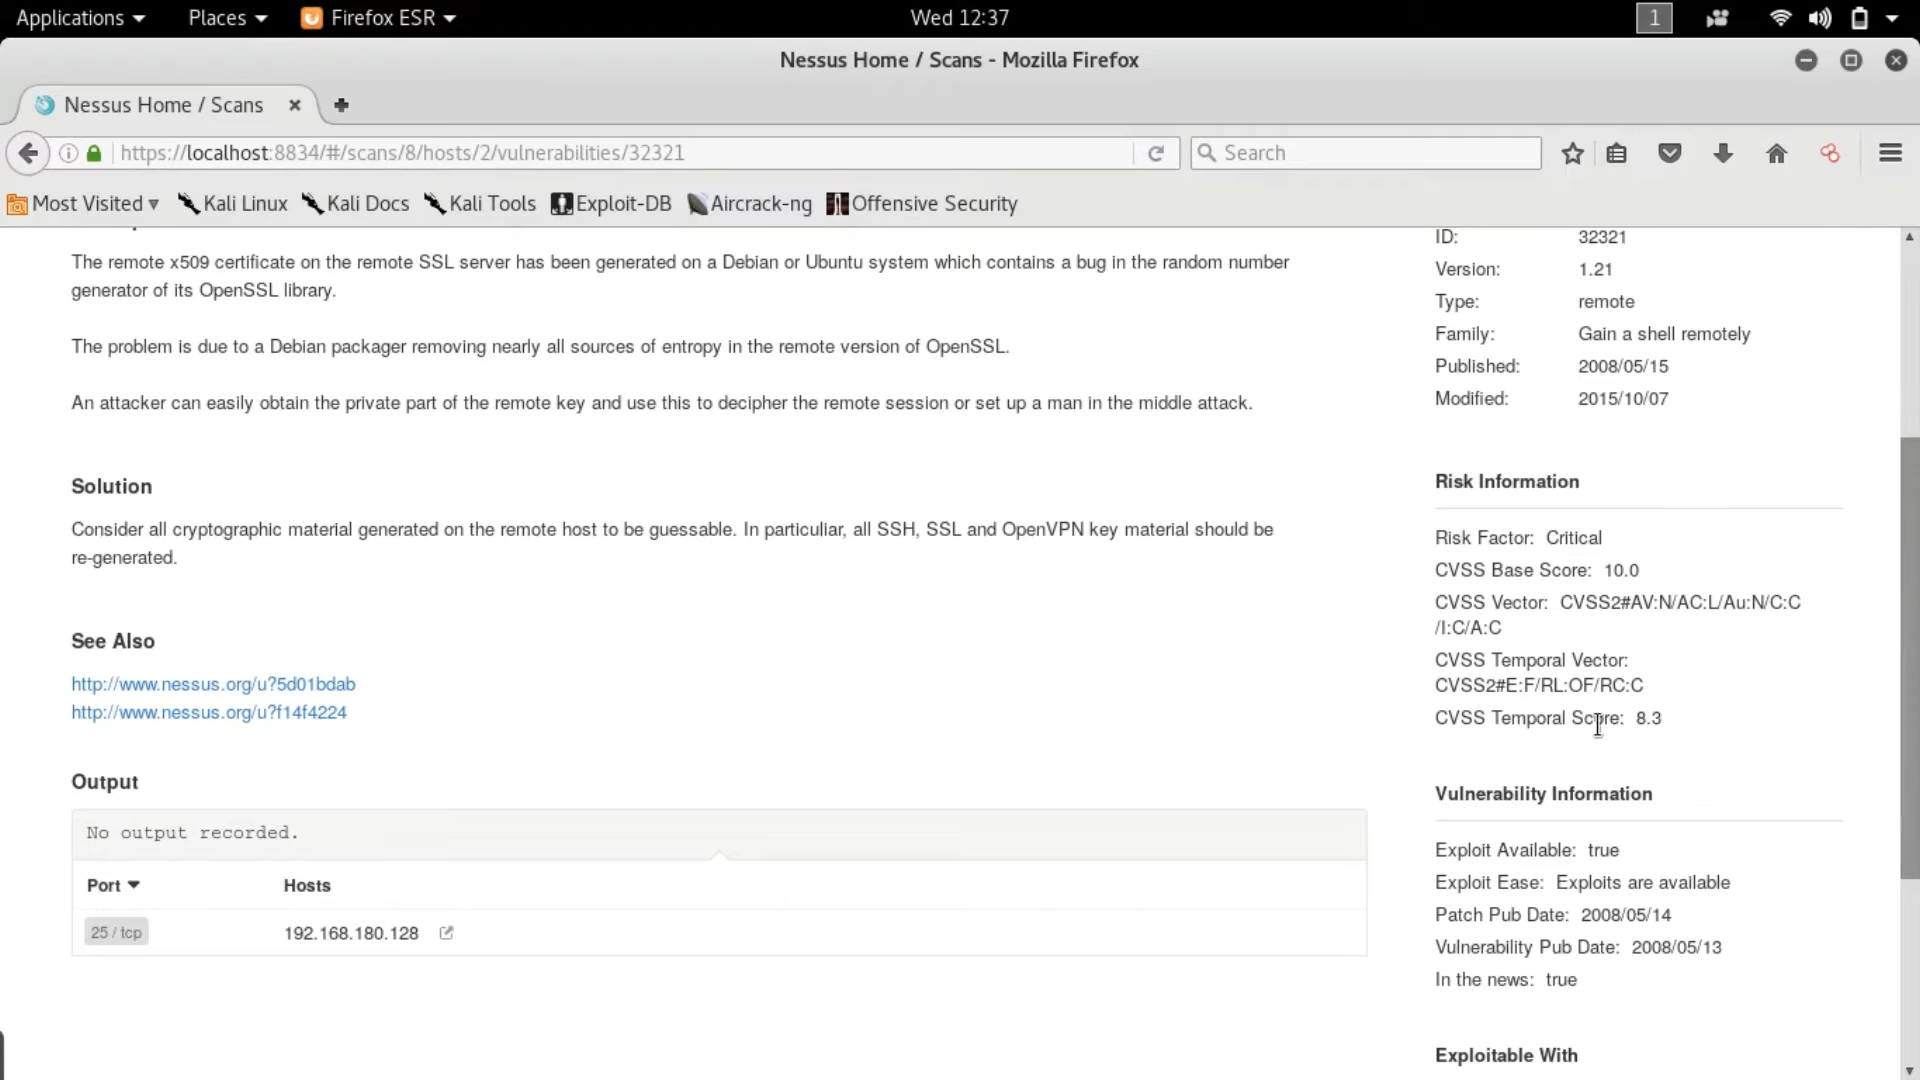 Applications Places Firefox ESR Wed 12:37 1
Nessus Home / Scans - Mozilla Firefox
Nessus Home / Scans
https://localhost:8834/#/scans/8/hosts/2/vulnerabilities/32321 Search
Most Visited Kali Linux Kali Docs Kali Tools Exploit-DB Aircrack-ng Offensive Security
The remote x509 certificate on the remote SSL server has been generated on a Debian or Ubuntu system which contains a bug in the random number
generator of its OpenSSL library.
The problem is due to a Debian packager removing nearly all sources of entropy in the remote version of OpenSSL.
An attacker can easily obtain the private part of the remote key and use this to decipher the remote session or set up a man in the middle attack.
Solution
Consider all cryptographic material generated on the remote host to be guessable. In particuliar, all SSH, SSL and OpenVPN key material should be
re-generated.
See Also
http://www.nessus.org/u?5d01bdab
http://www.nessus.org/u?f14f4224
Output
No output recorded.
Port Hosts
25 / tcp 192.168.180.128
ID: 32321
Version: 1.21
Type: remote
Family: Gain a shell remotely
Published: 2008/05/15
Modified: 2015/10/07
Risk Information
Risk Factor: Critical
CVSS Base Score: 10.0
CVSS Vector: CVSS2#AV:N/AC:L/Au:N/C:C
/I:C/A:C
CVSS Temporal Vector:
CVSS2#E:F/RL:OF/RC:C
CVSS Temporal Score: 8.3
Vulnerability Information
Exploit Available: true
Exploit Ease: Exploits are available
Patch Pub Date: 2008/05/14
Vulnerability Pub Date: 2008/05/13
In the news: true
Exploitable With